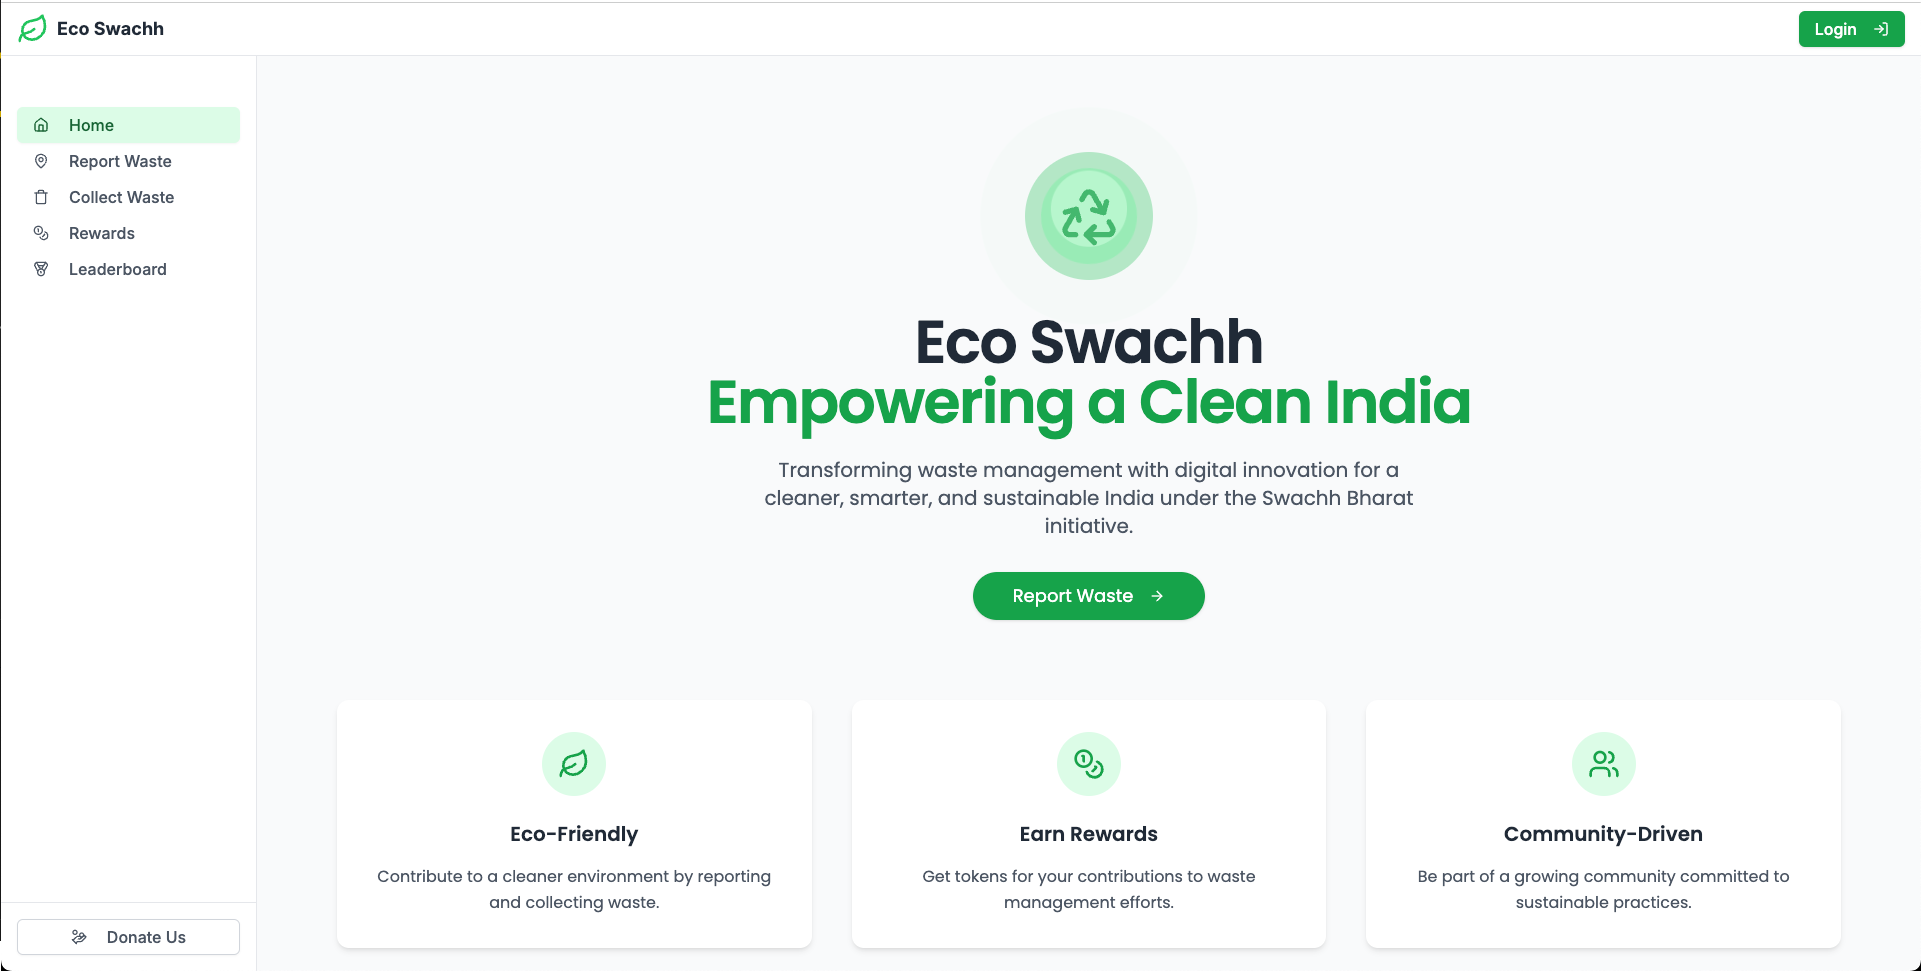 Eco Swachh
Login
Home
Report Waste
Collect Waste
Rewards
Leaderboard
Donate Us
Eco Swachh
Empowering a Clean India
Transforming waste management with digital innovation for a
cleaner, smarter, and sustainable India under the Swachh Bharat
initiative.
Report Waste
Eco-Friendly
Contribute to a cleaner environment by reporting
and collecting waste.
Earn Rewards
Get tokens for your contributions to waste
management efforts.
Community-Driven
Be part of a growing community committed to
sustainable practices.